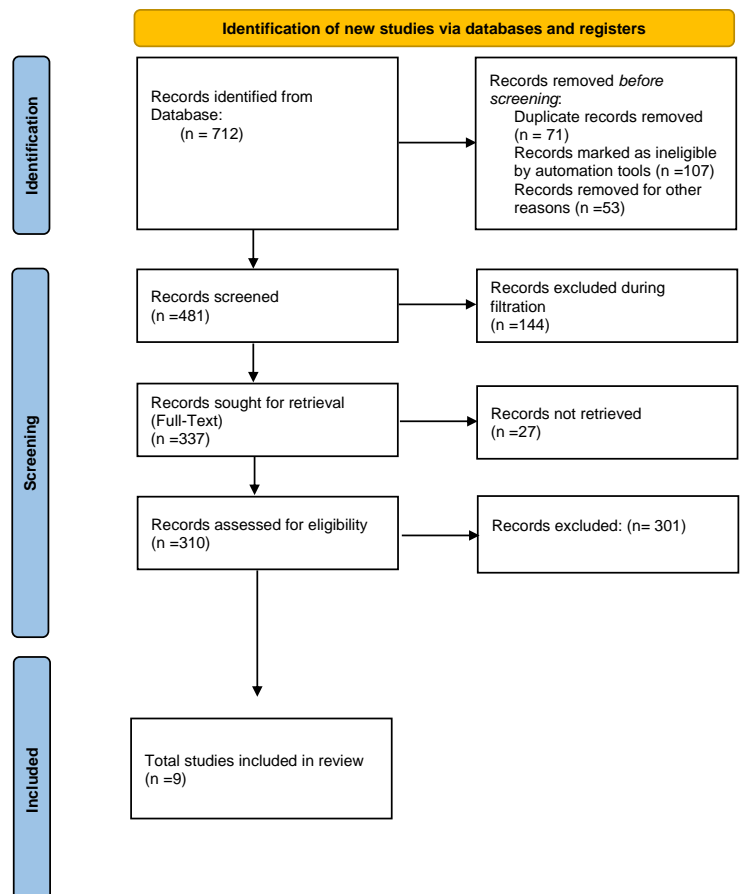 Identification of new studies via databases and registers
Identification
Records identified from
Database:
(n = 712)
Records removed before
screening:
Duplicate records removed
(n = 71)
Records marked as ineligible
by automation tools (n =107)
Records removed for other
reasons (n =53)
Screening
Records screened
(n =481)
Records excluded during
filtration
(n =144)
Records sought for retrieval
(Full-Text)
(n =337)
Records not retrieved
(n =27)
Records assessed for eligibility
(n =310)
Records excluded: (n= 301)
Included
Total studies included in review
(n =9)